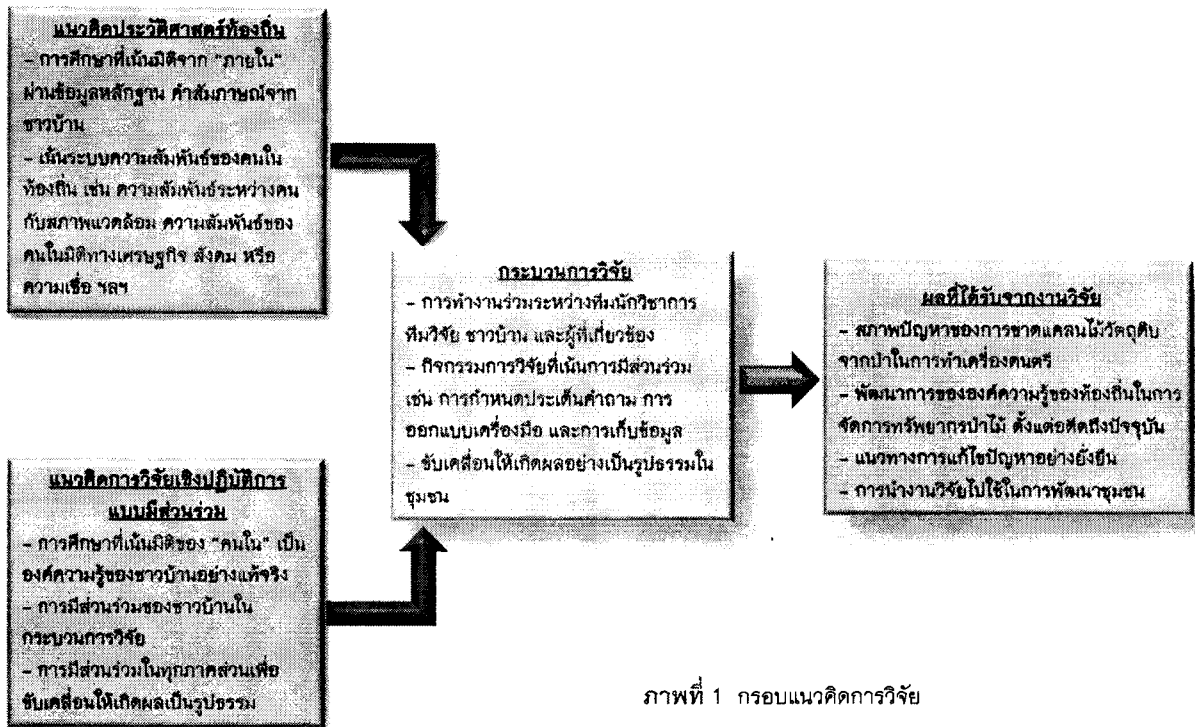 แนวคิดประวัติศาสตร์ท้องถิ่น
- การศึกษาที่เน้นมิติจาก "ภายใน"
ผ่านข้อมูลหลักฐาน คำสัมภาษณ์จาก
ชาวบ้าน
- เน้นระบบความสัมพันธ์ของคนใน
ท้องถิ่น เช่น ความสัมพันธ์ระหว่างคน
กับสภาพแวดล้อม ความสัมพันธ์ของ
คนในมิติทางเศรษฐกิจ สังคม หรือ
ความเชื่อ ฯลฯ
แนวคิดการวิจัยเชิงปฏิบัติการ
แบบมีส่วนร่วม
- การศึกษาที่เน้นมิติของ "คนใน" เป็น
องค์ความรู้ของชาวบ้านอย่างแท้จริง
- การมีส่วนร่วมของชาวบ้านใน
กระบวนการวิจัย
- การมีส่วนร่วมในทุกภาคส่วนเพื่อ
ขับเคลื่อนให้เกิดผลเป็นรูปธรรม
กระบวนการวิจัย
- การทำงานร่วมระหว่างทีมนักวิชาการ
ทีมวิจัย ชาวบ้าน และผู้ที่เกี่ยวข้อง
- กิจกรรมการวิจัยที่เน้นการมีส่วนร่วม
เช่น การกำหนดประเด็นคำถาม การ
ออกแบบเครื่องมือ และการเก็บข้อมูล
- ขับเคลื่อนให้เกิดผลอย่างเป็นรูปธรรมใน
ชุมชน
ผลที่ได้รับจากงานวิจัย
- สภาพปัญหาของการขาดแคลนไม้วัตถุดิบ
จากป่าในการทำเครื่องดนตรี
- พัฒนาการขององค์ความรู้ของท้องถิ่นในการ
จัดการทรัพยากรป่าไม้ ตั้งแต่อดีตถึงปัจจุบัน
- แนวทางการแก้ไขปัญหาอย่างยั่งยืน
- การนำงานวิจัยไปใช้ในการพัฒนาชุมชน
ภาพที่ 1 กรอบแนวคิดการวิจัย